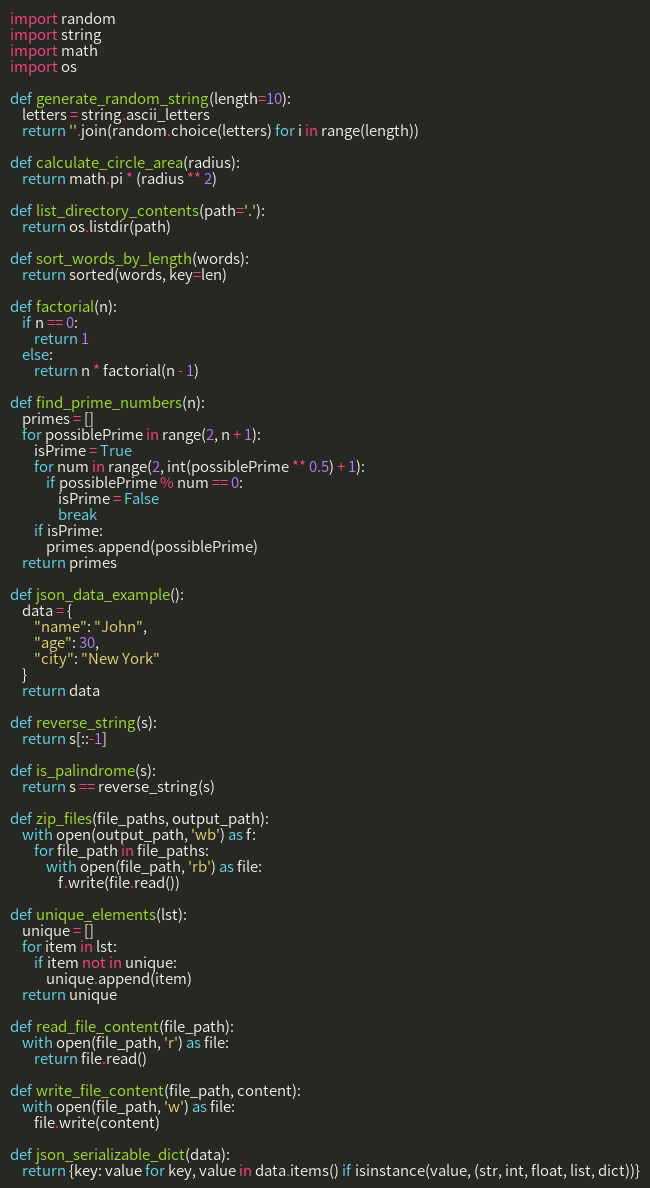 import random
import string
import math
import os

def generate_random_string(length=10):
    letters = string.ascii_letters
    return ''.join(random.choice(letters) for i in range(length))

def calculate_circle_area(radius):
    return math.pi * (radius ** 2)

def list_directory_contents(path='.'):
    return os.listdir(path)

def sort_words_by_length(words):
    return sorted(words, key=len)

def factorial(n):
    if n == 0:
        return 1
    else:
        return n * factorial(n - 1)

def find_prime_numbers(n):
    primes = []
    for possiblePrime in range(2, n + 1):
        isPrime = True
        for num in range(2, int(possiblePrime ** 0.5) + 1):
            if possiblePrime % num == 0:
                isPrime = False
                break
        if isPrime:
            primes.append(possiblePrime)
    return primes

def json_data_example():
    data = {
        "name": "John",
        "age": 30,
        "city": "New York"
    }
    return data

def reverse_string(s):
    return s[::-1]

def is_palindrome(s):
    return s == reverse_string(s)

def zip_files(file_paths, output_path):
    with open(output_path, 'wb') as f:
        for file_path in file_paths:
            with open(file_path, 'rb') as file:
                f.write(file.read())

def unique_elements(lst):
    unique = []
    for item in lst:
        if item not in unique:
            unique.append(item)
    return unique

def read_file_content(file_path):
    with open(file_path, 'r') as file:
        return file.read()

def write_file_content(file_path, content):
    with open(file_path, 'w') as file:
        file.write(content)

def json_serializable_dict(data):
    return {key: value for key, value in data.items() if isinstance(value, (str, int, float, list, dict))}